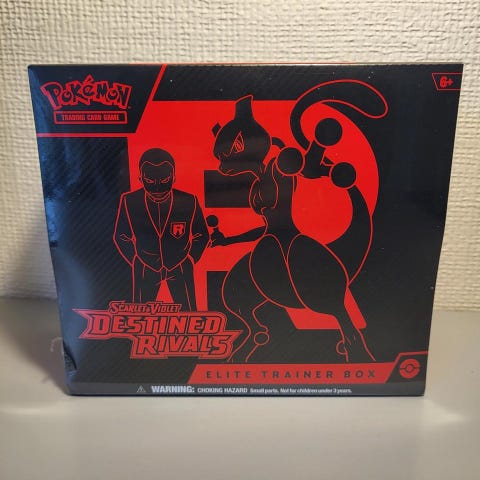 POKéMON
TRADING CARD GAME
6+
R
SCARLET & VIOLET
DESTINED
RIVALS
ELITE TRAINER BOX
⚠ WARNING: CHOKING HAZARD Small parts. Not for children under 3 years.